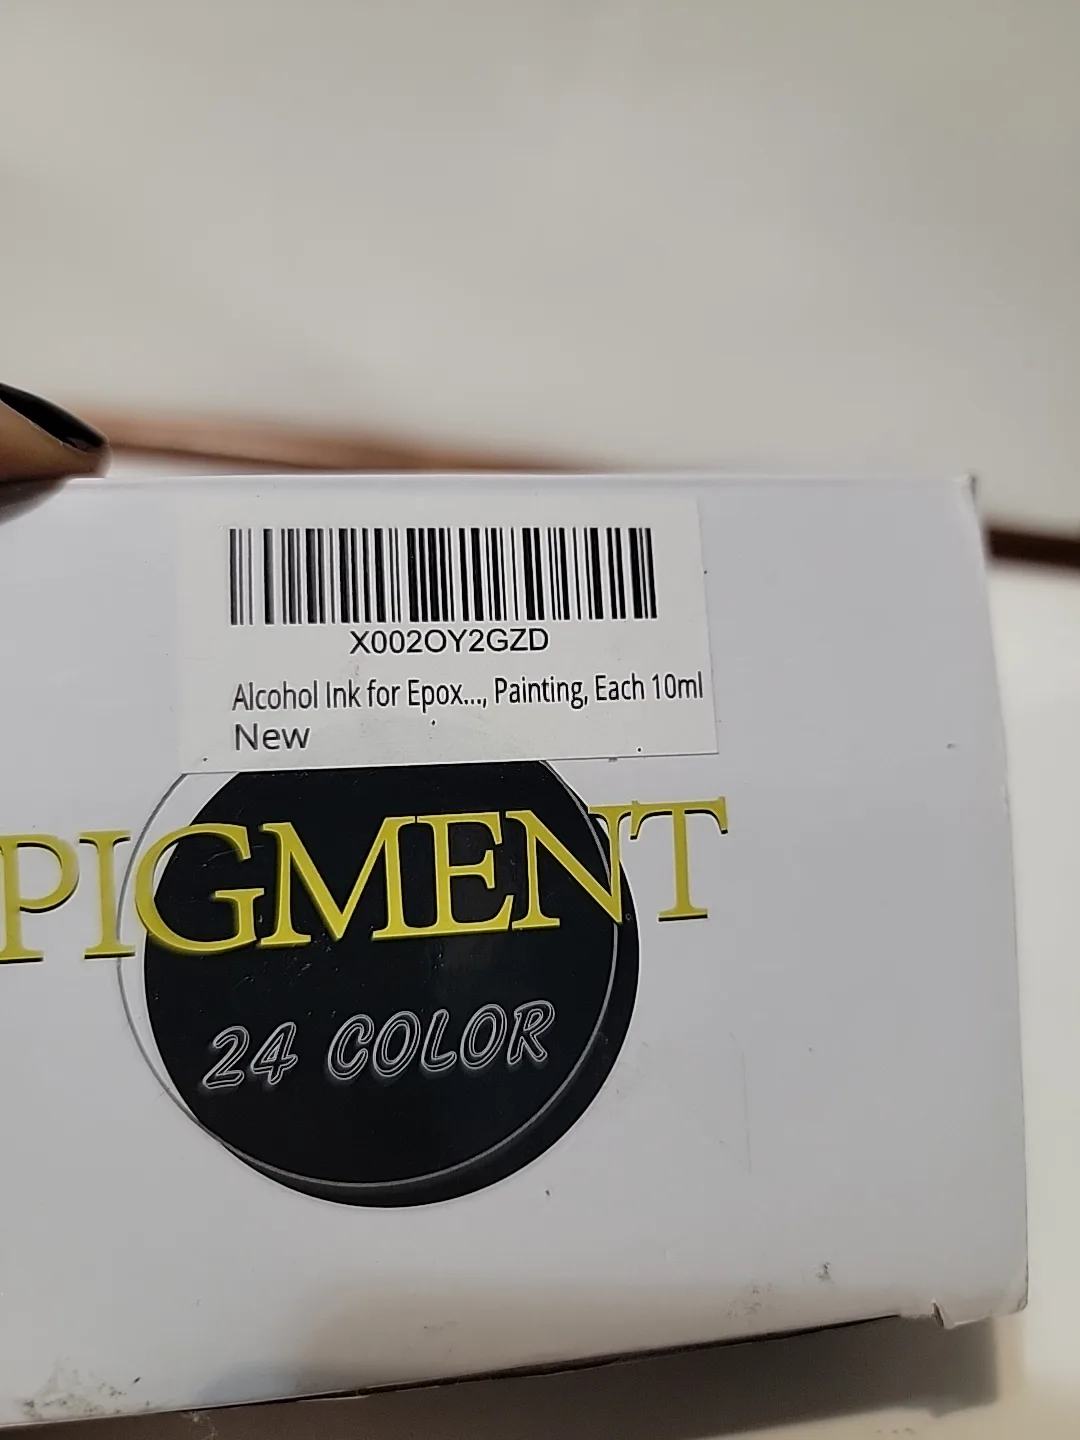 X002OY2GZD
Alcohol Ink for Epox..., Painting, Each 10ml
New
PIGMENT
24 COLOR